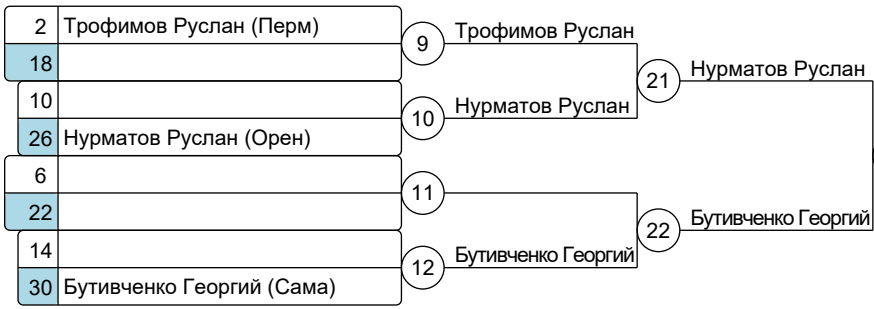 2 Трофимов Руслан (Перм)
18
10
26 Нурматов Руслан (Орен)
6
22
14
30 Бутивченко Георгий (Сама)
9 Трофимов Руслан
10 Нурматов Руслан
11
12 Бутивченко Георгий
21 Нурматов Руслан
22 Бутивченко Георгий